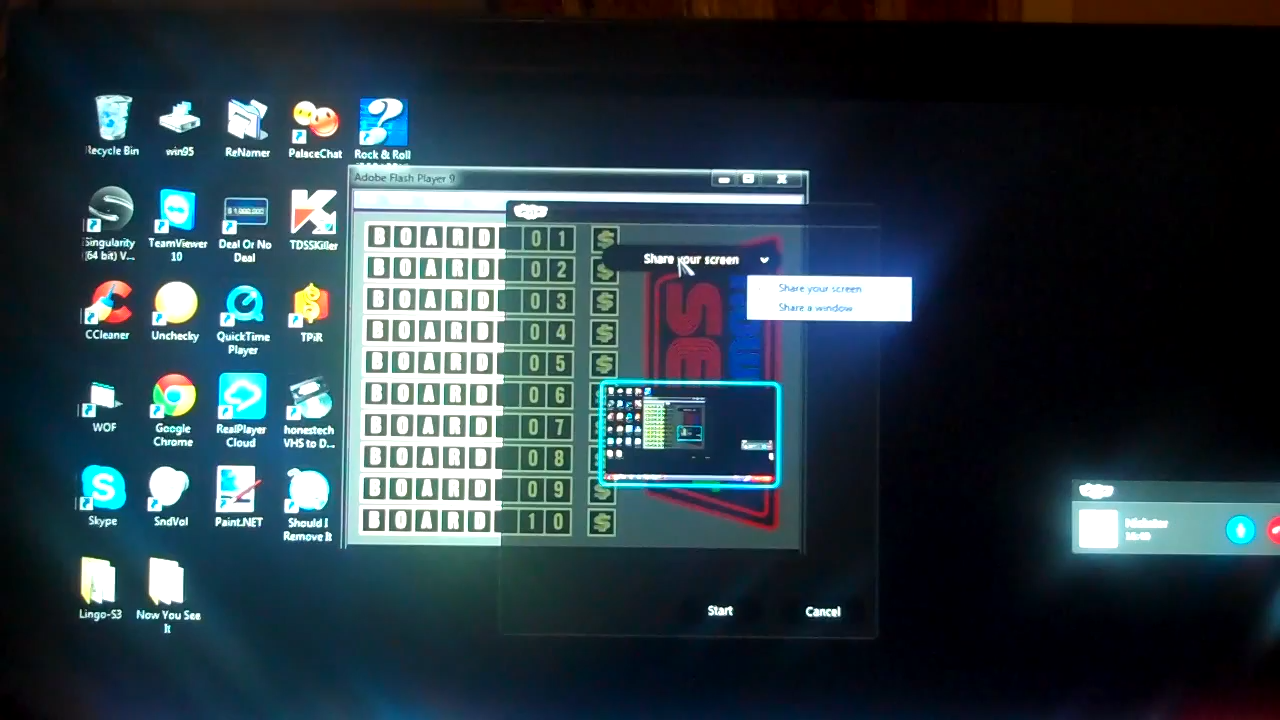 Recycle Bin
win95
ReNamer
PalaceChat
Rock & Roll
Singularity
(64 bit) V...
TeamViewer
10
Deal Or No
Deal
TDSSKiller
CCleaner
Unchecky
QuickTime
Player
TPiR
WOF
Google
Chrome
RealPlayer
Cloud
honestech
VHS to D...
Skype
SndVol
Paint.NET
Should I
Remove It
Lingo-S3
Now You See
It
Adobe Flash Player 9
BOARD 01 $
BOARD 02 $
BOARD 03 $
BOARD 04 $
BOARD 05 $
BOARD 06
BOARD 07
BOARD 08
BOARD 09 $
BOARD 10 $
Share your screen
Share your screen
Share a window
Start
Cancel